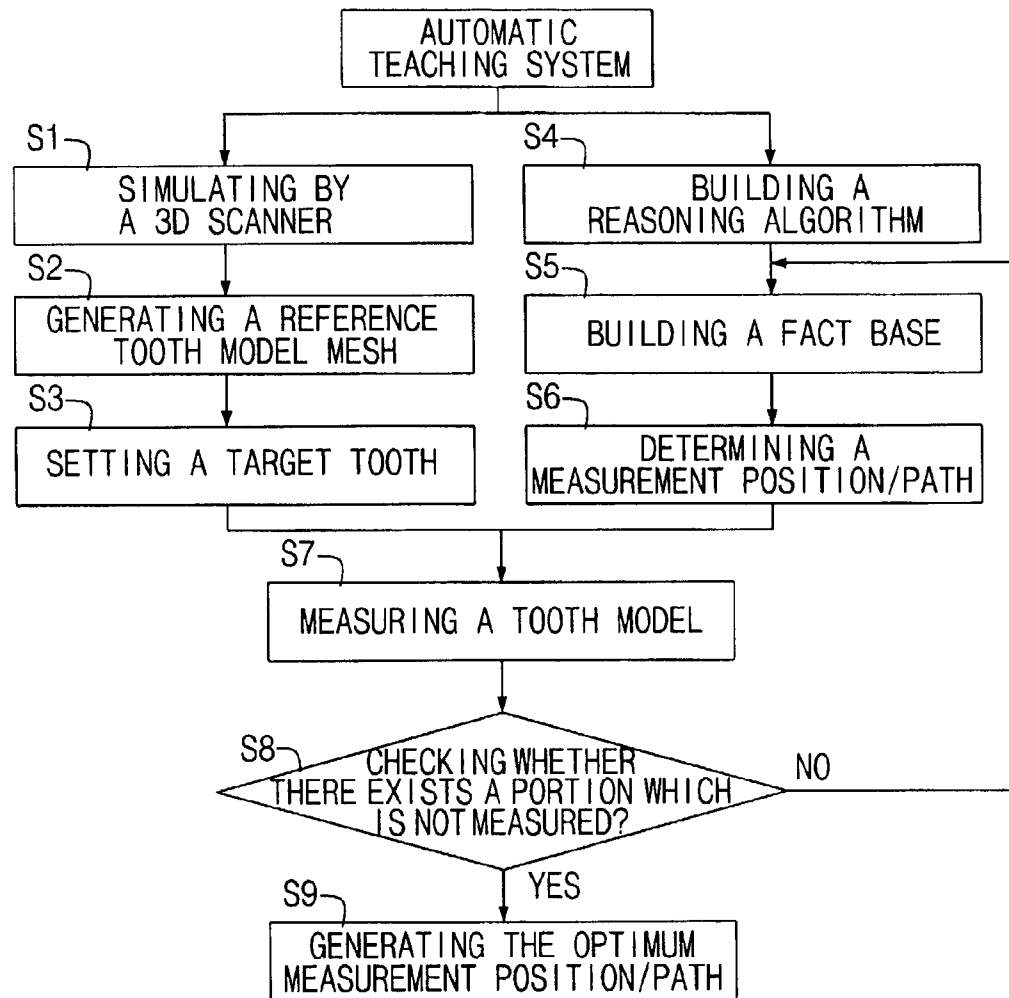 AUTOMATIC
TEACHING SYSTEM
S1
SIMULATING BY
A 3D SCANNER
S2
GENERATING A REFERENCE
TOOTH MODEL MESH
S3
SETTING A TARGET TOOTH
S4
BUILDING A
REASONING ALGORITHM
S5
BUILDING A FACT BASE
S6
DETERMINING A
MEASUREMENT POSITION/PATH
S7
MEASURING A TOOTH MODEL
S8
CHECKING WHETHER
THERE EXISTS A PORTION WHICH
IS NOT MEASURED?
NO
YES
S9
GENERATING THE OPTIMUM
MEASUREMENT POSITION/PATH